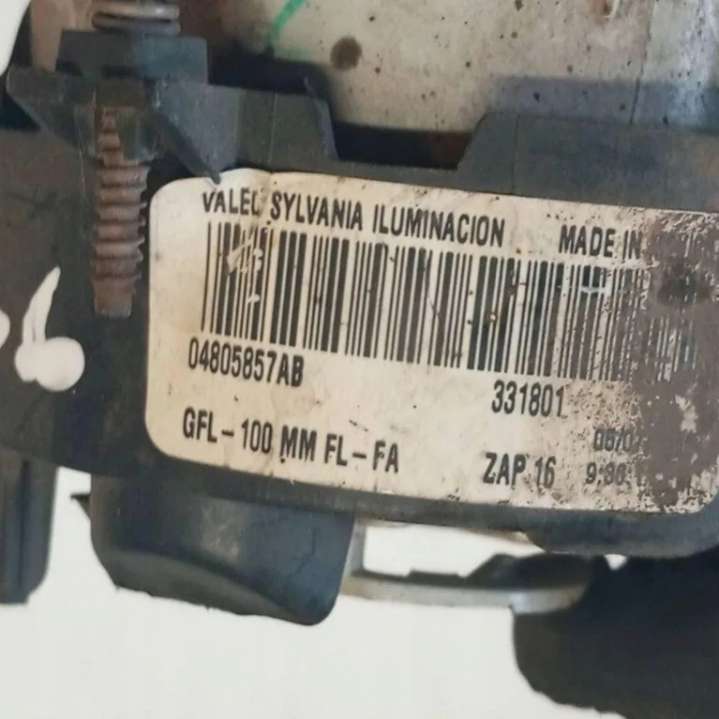 VALEO SYLVANIA ILUMINACION MADE IN
04805857AB 331801
GFL-100 MM FL-FA ZAP 16